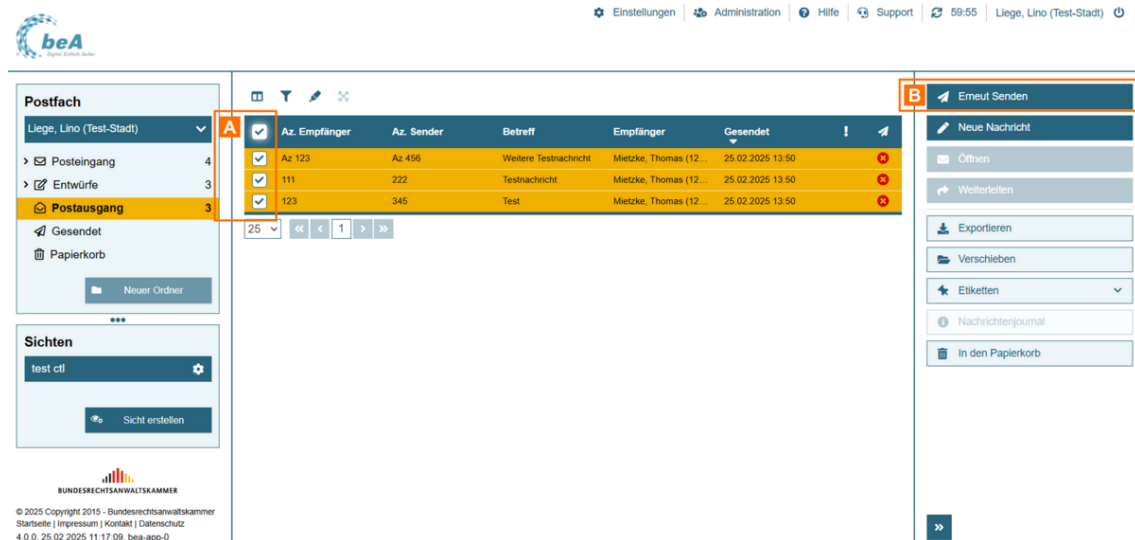 Einstellungen
Administration
Hilfe
Support
59:55
Liege, Lino (Test-Stadt)
beA
Digital. Einfach. Sicher.
Postfach
Liege, Lino (Test-Stadt)
Posteingang 4
Entwürfe 3
Postausgang 3
Gesendet
Papierkorb
Neuer Ordner
Sichten
test ctl
Sicht erstellen
BUNDESRECHTSANWALTSKAMMER
© 2025 Copyright 2015 - Bundesrechtsanwaltskammer
Startseite | Impressum | Kontakt | Datenschutz
4.0.0, 25.02.2025 11:17:09, bea-app-0
A
Az. Empfänger Az. Sender Betreff Empfänger Gesendet !
Az 123 Az 456 Weitere Testnachricht Mietzke, Thomas (12... 25.02.2025 13:50
111 222 Testnachricht Mietzke, Thomas (12... 25.02.2025 13:50
123 345 Test Mietzke, Thomas (12... 25.02.2025 13:50
25 « ‹ 1 › »
B
Erneut Senden
Neue Nachricht
Öffnen
Weiterleiten
Exportieren
Verschieben
Etiketten
Nachrichtenjournal
In den Papierkorb
»